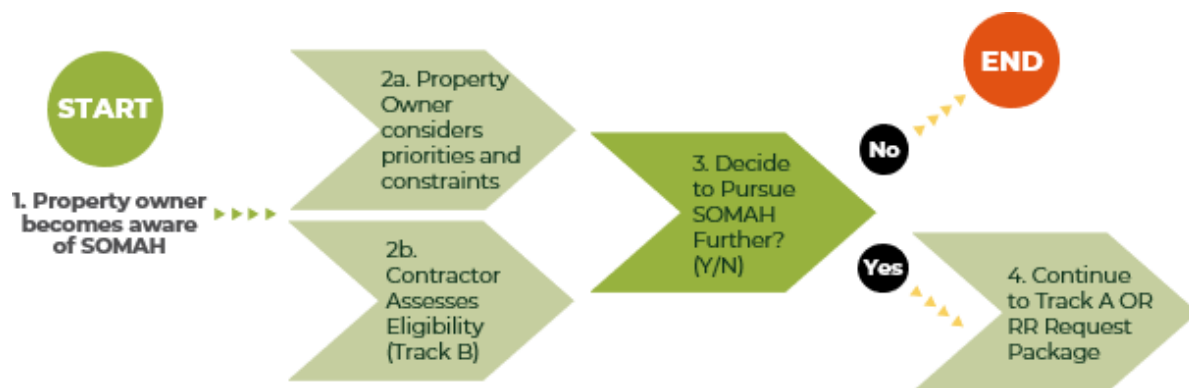 START
1. Property owner
becomes aware
of SOMAH
2a. Property
Owner
considers
priorities and
constraints
2b.
Contractor
Assesses
Eligibility
(Track B)
3. Decide
to Pursue
SOMAH
Further?
(Y/N)
No
END
Yes
4. Continue
to Track A OR
RR Request
Package